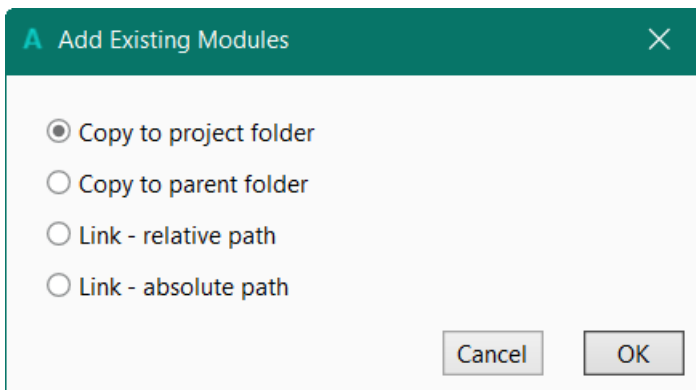 A Add Existing Modules
Copy to project folder
Copy to parent folder
Link - relative path
Link - absolute path
Cancel OK